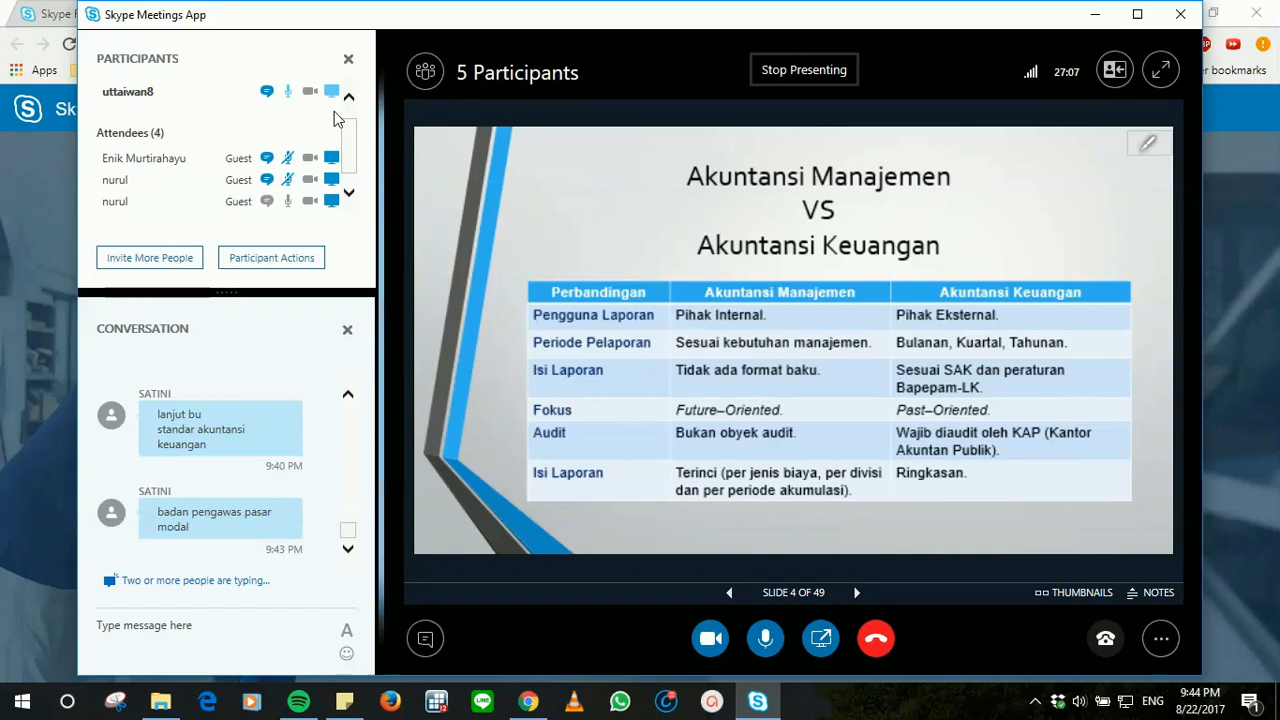 Skype
Skype Meetings App
Apps
er bookmarks
Sk
PARTICIPANTS
uttaiwan8
Attendees (4)
Enik Murtirahayu Guest
nurul Guest
nurul Guest
Invite More People Participant Actions
CONVERSATION
SATINI
lanjut bu
standar akuntansi
keuangan
9:40 PM
SATINI
badan pengawas pasar
modal
9:43 PM
Two or more people are typing...
Type message here
A
5 Participants
Stop Presenting
27:07
Akuntansi Manajemen
VS
Akuntansi Keuangan
Perbandingan Akuntansi Manajemen Akuntansi Keuangan
Pengguna Laporan Pihak Internal. Pihak Eksternal.
Periode Pelaporan Sesuai kebutuhan manajemen. Bulanan, Kuartal, Tahunan.
Isi Laporan Tidak ada format baku. Sesuai SAK dan peraturan
Bapepam-LK.
Fokus Future–Oriented. Past–Oriented.
Audit Bukan obyek audit. Wajib diaudit oleh KAP (Kantor
Akuntan Publik).
Isi Laporan Terinci (per jenis biaya, per divisi Ringkasan.
dan per periode akumulasi).
SLIDE 4 OF 49
THUMBNAILS NOTES
ENG
9:44 PM
8/22/2017